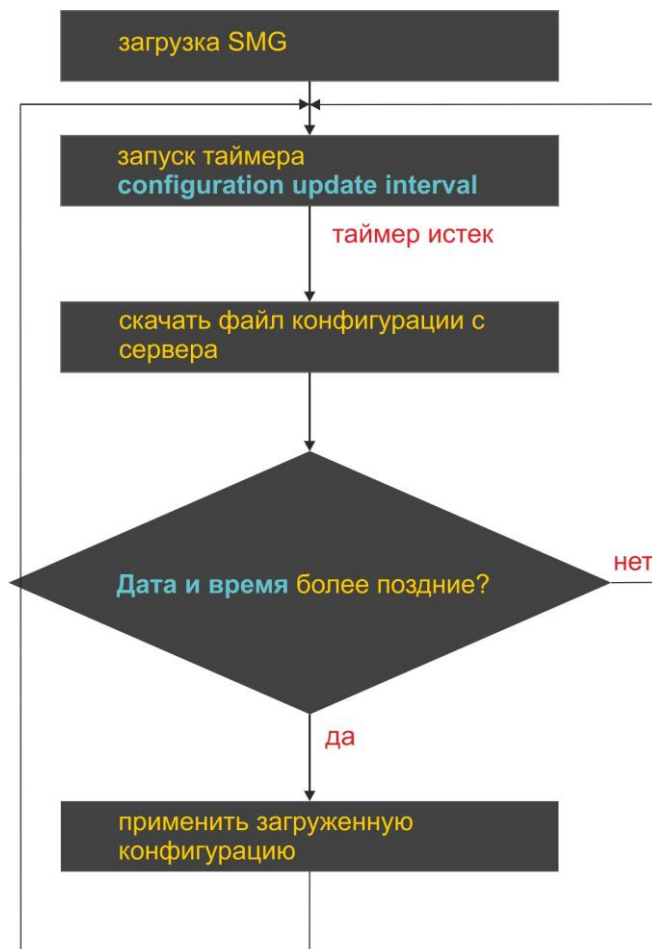 загрузка SMG
запуск таймера
configuration update interval
таймер истек
скачать файл конфигурации с
сервера
Дата и время более поздние?
нет
да
применить загруженную
конфигурацию